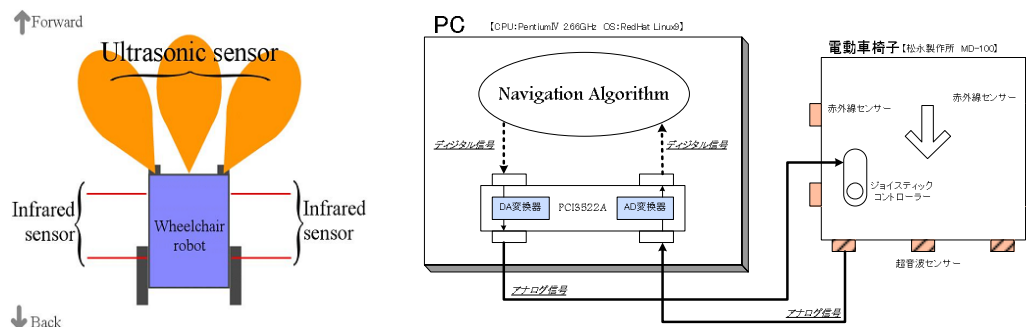 Forward
Ultrasonic sensor
Infrared
sensor
Wheelchair
robot
Infrared
sensor
Back
PC
【CPU:PentiumⅣ 2.66GHz OS:RedHat Linux9】
Navigation Algorithm
ディジタル信号
ディジタル信号
DA変換器
PCI3522A
AD変換器
アナログ信号
アナログ信号
電動車椅子【松永製作所 MD-100】
赤外線センサー
赤外線センサー
ジョイスティック
コントローラー
超音波センサー